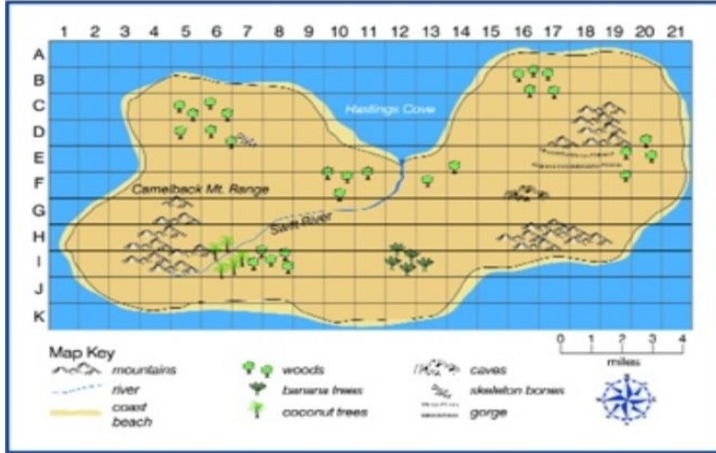 1 2 3 4 5 6 7 8 9 10 11 12 13 14 15 16 17 18 19 20 21
A
B
C
Hastings Cove
D
E
F
Camelback Mt. Range
G
Swift River
H
I
J
K
Map Key
mountains
river
coast
beach
woods
banana trees
coconut trees
caves
skeleton bones
gorge
0 1 2 3 4
miles